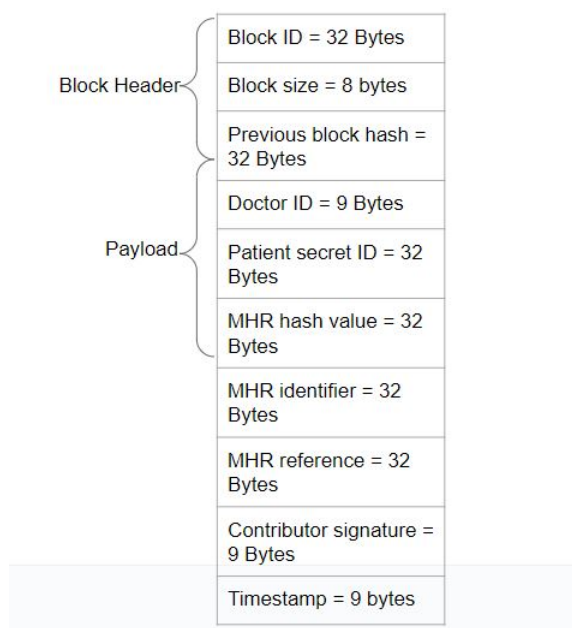 Block ID = 32 Bytes
Block Header
Block size = 8 bytes
Previous block hash =
32 Bytes
Doctor ID = 9 Bytes
Payload
Patient secret ID = 32
Bytes
MHR hash value = 32
Bytes
MHR identifier = 32
Bytes
MHR reference = 32
Bytes
Contributor signature =
9 Bytes
Timestamp = 9 bytes